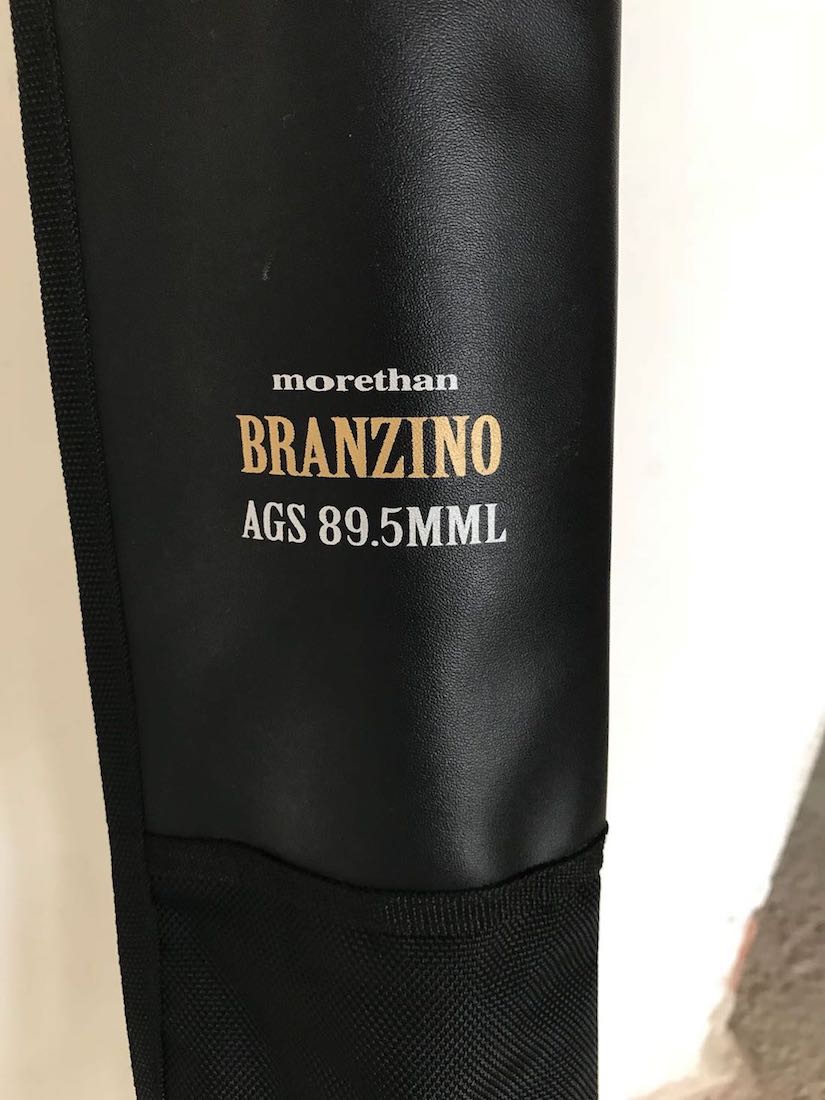 morethan
BRANZINO
AGS 89.5MML